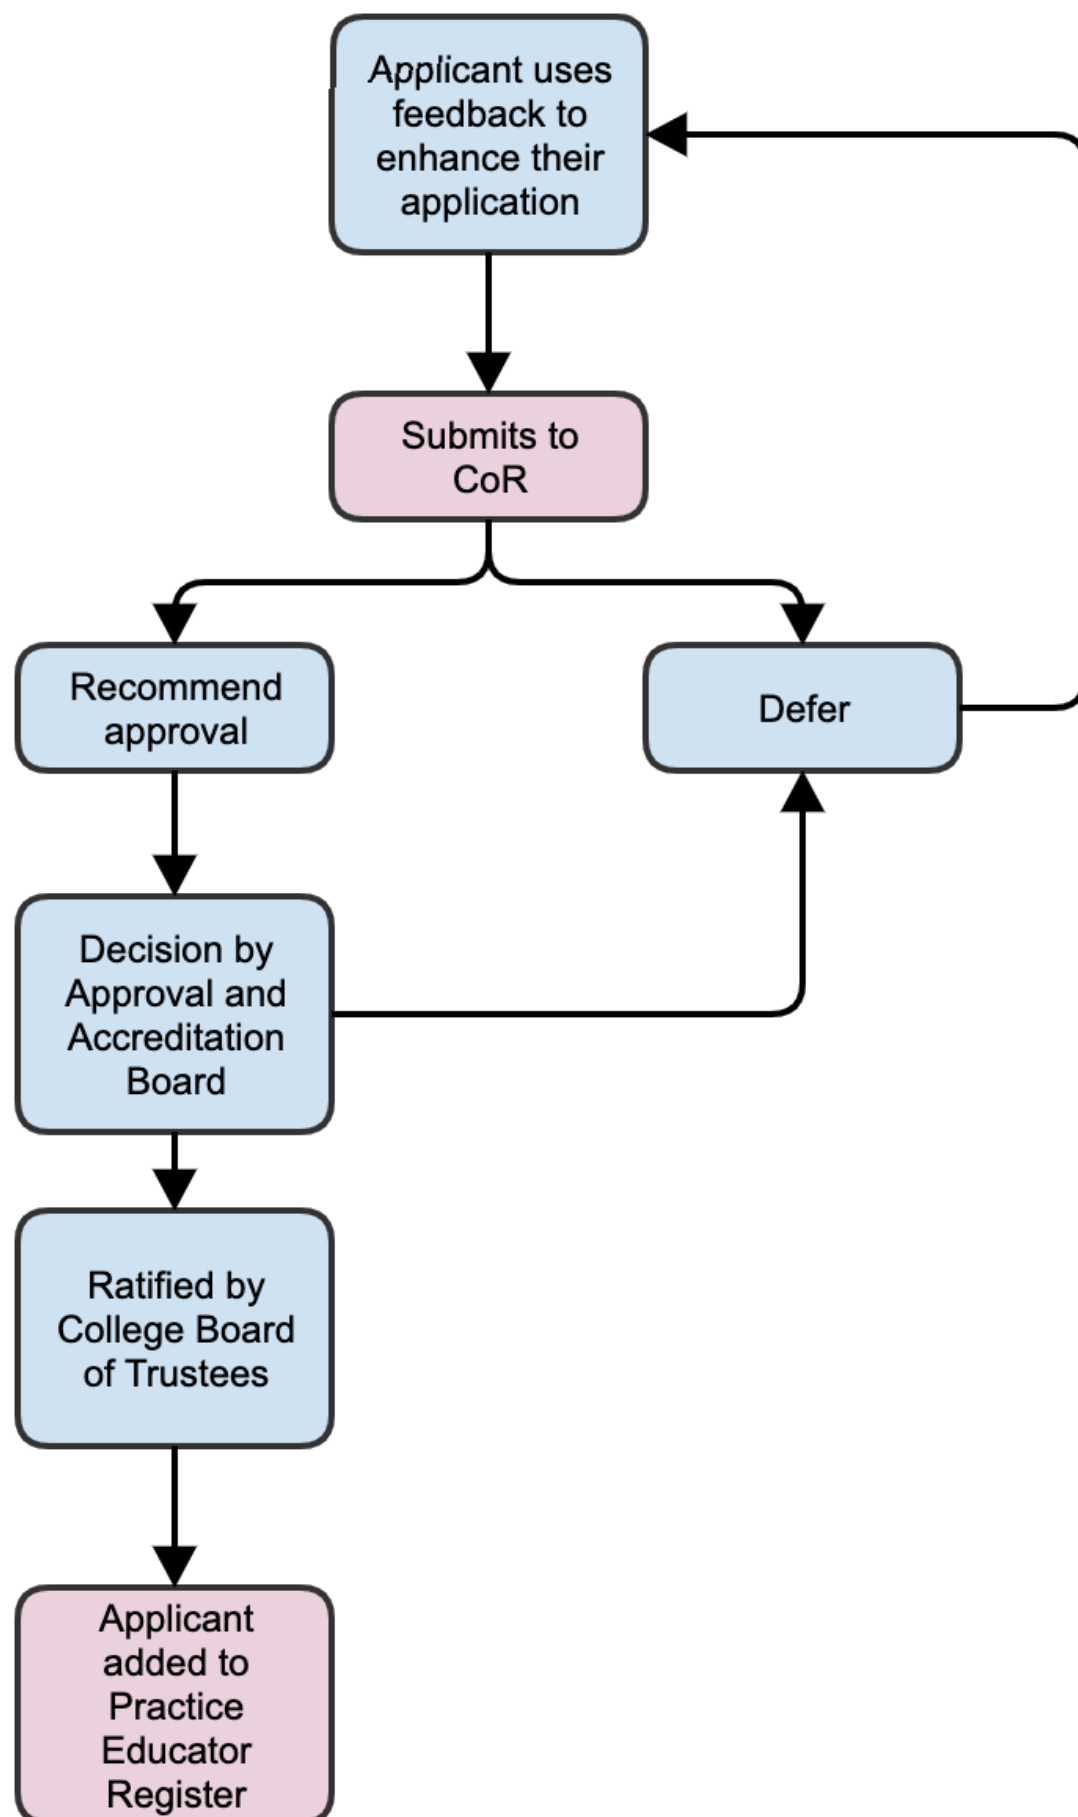 Applicant uses
feedback to
enhance their
application
Submits to
CoR
Recommend
approval
Defer
Decision by
Approval and
Accreditation
Board
Ratified by
College Board
of Trustees
Applicant
added to
Practice
Educator
Register